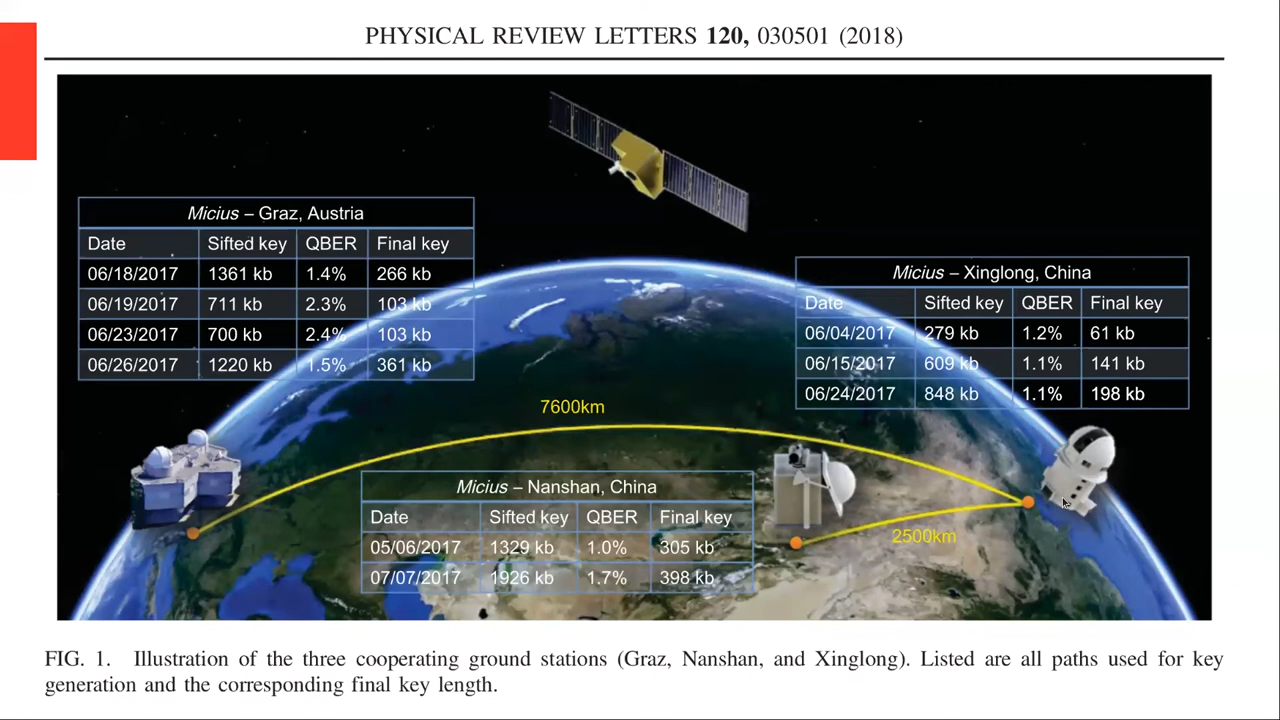 PHYSICAL REVIEW LETTERS 120, 030501 (2018)
Micius – Graz, Austria
Date Sifted key QBER Final key
06/18/2017 1361 kb 1.4% 266 kb
06/19/2017 711 kb 2.3% 103 kb
06/23/2017 700 kb 2.4% 103 kb
06/26/2017 1220 kb 1.5% 361 kb
Micius – Xinglong, China
Date Sifted key QBER Final key
06/04/2017 279 kb 1.2% 61 kb
06/15/2017 609 kb 1.1% 141 kb
06/24/2017 848 kb 1.1% 198 kb
7600km
Micius – Nanshan, China
Date Sifted key QBER Final key
05/06/2017 1329 kb 1.0% 305 kb
07/07/2017 1926 kb 1.7% 398 kb
2500km
FIG. 1. Illustration of the three cooperating ground stations (Graz, Nanshan, and Xinglong). Listed are all paths used for key
generation and the corresponding final key length.